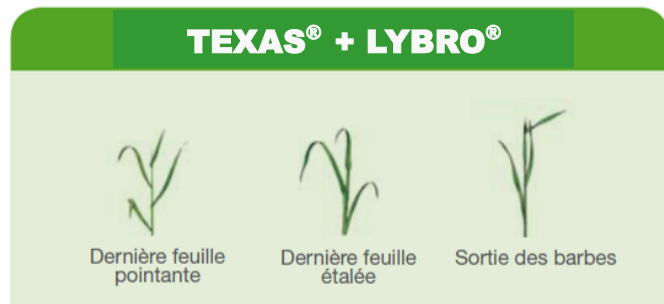 TEXAS® + LYBRO®
Dernière feuille
pointante
Dernière feuille
étalée
Sortie des barbes